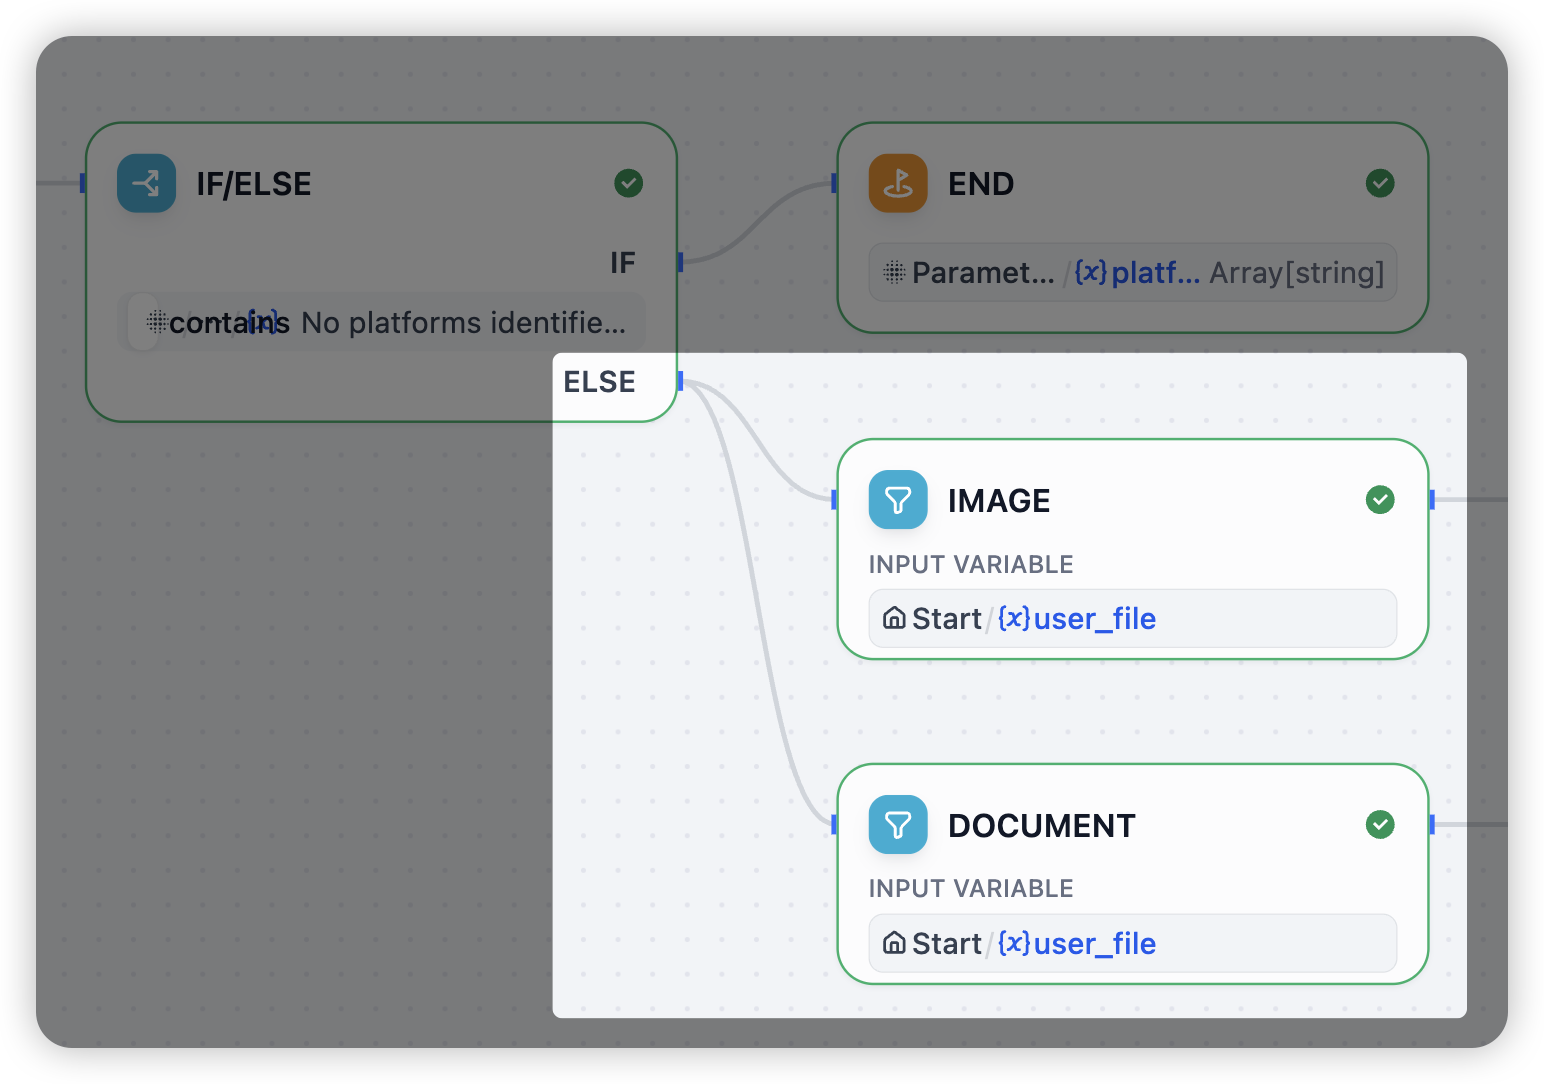 IF/ELSE
IF
contains {x} No platforms identifie...
ELSE
END
Paramet... / {x} platf... Array[string]
IMAGE
INPUT VARIABLE
Start / {x} user_file
DOCUMENT
INPUT VARIABLE
Start / {x} user_file